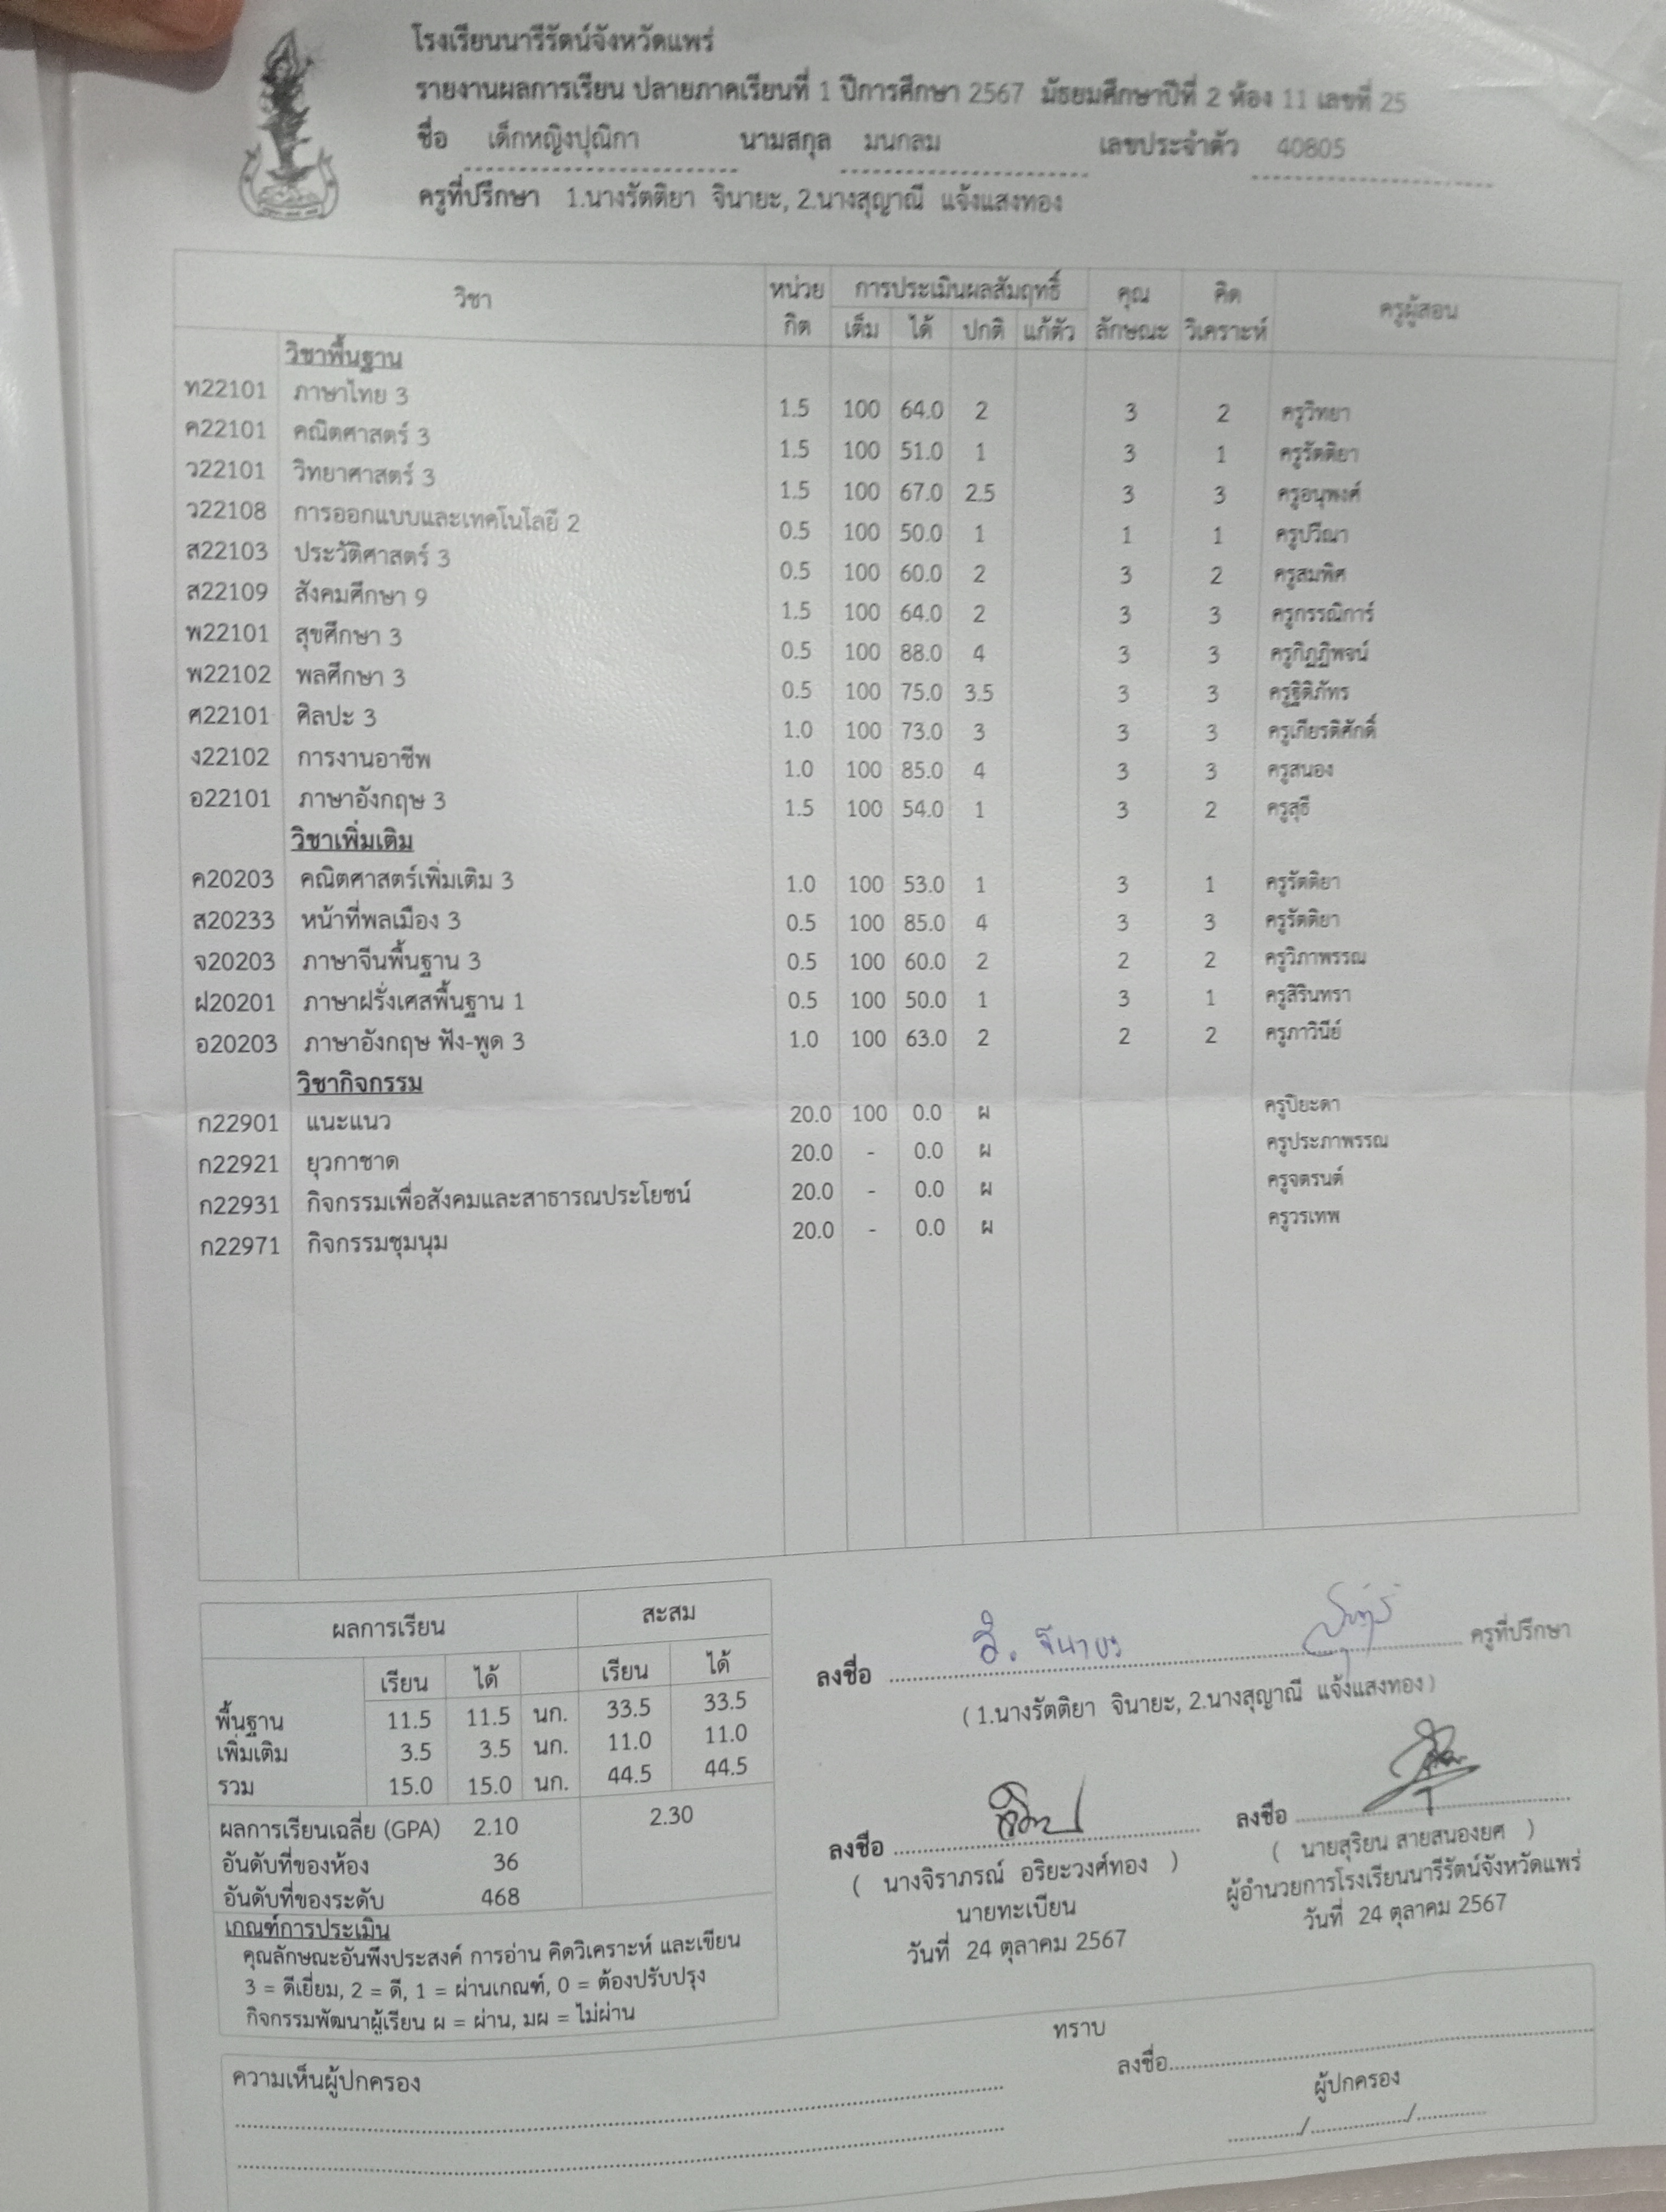 โรงเรียนนารีรัตน์จังหวัดแพร่
รายงานผลการเรียน ปลายภาคเรียนที่ 1 ปีการศึกษา 2567 มัธยมศึกษาปีที่ 2 ห้อง 11 เลขที่ 25
ชื่อ เด็กหญิงปุณิกา นามสกุล มนกลม เลขประจำตัว 40805
ครูที่ปรึกษา 1.นางรัตติยา จินายะ, 2.นางสุญาณี แจ้งแสงทอง
วิชา หน่วยกิต การประเมินผลสัมฤทธิ์ คุณลักษณะ คิดวิเคราะห์ ครูผู้สอน
เต็ม ได้ ปกติ แก้ตัว
วิชาพื้นฐาน
ท22101 ภาษาไทย 3 1.5 100 64.0 2 3 2 ครูวิทยา
ค22101 คณิตศาสตร์ 3 1.5 100 51.0 1 3 1 ครูรัตติยา
ว22101 วิทยาศาสตร์ 3 1.5 100 67.0 2.5 3 3 ครูอนุพงศ์
ว22108 การออกแบบและเทคโนโลยี 2 0.5 100 50.0 1 1 1 ครูปวีณา
ส22103 ประวัติศาสตร์ 3 0.5 100 60.0 2 3 2 ครูสมพิศ
ส22109 สังคมศึกษา 9 1.5 100 64.0 2 3 3 ครูกรรณิการ์
พ22101 สุขศึกษา 3 0.5 100 88.0 4 3 3 ครูกิฏฏิพจน์
พ22102 พลศึกษา 3 0.5 100 75.0 3.5 3 3 ครูฐิติภัทร
ศ22101 ศิลปะ 3 1.0 100 73.0 3 3 3 ครูเกียรติศักดิ์
ง22102 การงานอาชีพ 1.0 100 85.0 4 3 3 ครูสนอง
อ22101 ภาษาอังกฤษ 3 1.5 100 54.0 1 3 2 ครูสุธี
วิชาเพิ่มเติม
ค20203 คณิตศาสตร์เพิ่มเติม 3 1.0 100 53.0 1 3 1 ครูรัตติยา
ส20233 หน้าที่พลเมือง 3 0.5 100 85.0 4 3 3 ครูรัตติยา
จ20203 ภาษาจีนพื้นฐาน 3 0.5 100 60.0 2 2 2 ครูวิภาพรรณ
ฝ20201 ภาษาฝรั่งเศสพื้นฐาน 1 0.5 100 50.0 1 3 1 ครูสิรินทรา
อ20203 ภาษาอังกฤษ ฟัง-พูด 3 1.0 100 63.0 2 2 2 ครูภาวินีย์
วิชากิจกรรม
ก22901 แนะแนว 20.0 100 0.0 ผ ครูปิยะดา
ก22921 ยุวกาชาด 20.0 - 0.0 ผ ครูประภาพรรณ
ก22931 กิจกรรมเพื่อสังคมและสาธารณประโยชน์ 20.0 - 0.0 ผ ครูจตรนต์
ก22971 กิจกรรมชุมนุม 20.0 - 0.0 ผ ครูวรเทพ
ผลการเรียน สะสม
เรียน ได้ เรียน ได้
พื้นฐาน 11.5 11.5 นก. 33.5 33.5
เพิ่มเติม 3.5 3.5 นก. 11.0 11.0
รวม 15.0 15.0 นก. 44.5 44.5
ผลการเรียนเฉลี่ย (GPA) 2.10 2.30
อันดับที่ของห้อง 36
อันดับที่ของระดับ 468
เกณฑ์การประเมิน
คุณลักษณะอันพึงประสงค์ การอ่าน คิดวิเคราะห์ และเขียน
3 = ดีเยี่ยม, 2 = ดี, 1 = ผ่านเกณฑ์, 0 = ต้องปรับปรุง
กิจกรรมพัฒนาผู้เรียน ผ = ผ่าน, มผ = ไม่ผ่าน
ลงชื่อ จินายะ ครูที่ปรึกษา
( 1.นางรัตติยา จินายะ, 2.นางสุญาณี แจ้งแสงทอง )
ลงชื่อ
( นางจิราภรณ์ อริยะวงศ์ทอง )
นายทะเบียน
วันที่ 24 ตุลาคม 2567
ลงชื่อ
( นายสุริยน สายสนองยศ )
ผู้อำนวยการโรงเรียนนารีรัตน์จังหวัดแพร่
วันที่ 24 ตุลาคม 2567
ความเห็นผู้ปกครอง
ทราบ
ลงชื่อ
ผู้ปกครอง